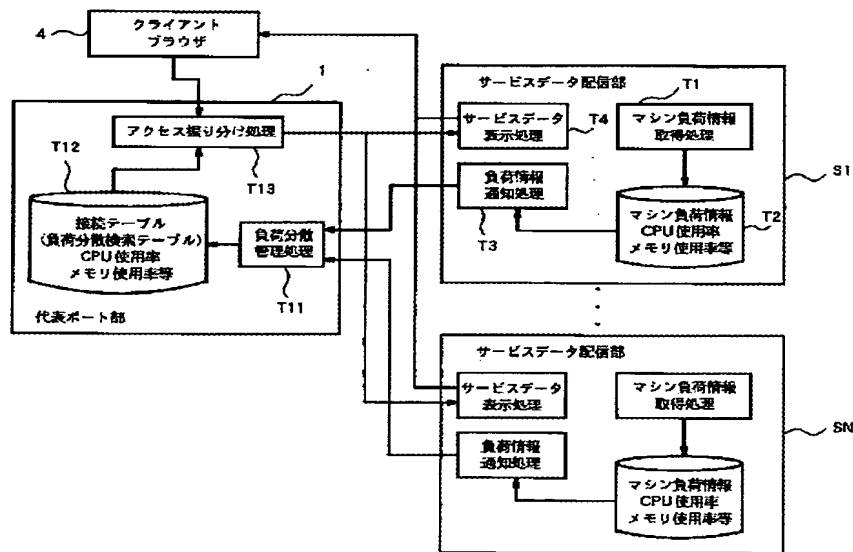 4
クライアント
ブラウザ
1
アクセス振り分け処理
T12
T13
接続テーブル
(負荷分散検索テーブル)
CPU使用率
メモリ使用率等
負荷分散
管理処理
T11
代表ポート部
サービスデータ配信部
T1
サービスデータ
表示処理
T4
マシン負荷情報
取得処理
S1
負荷情報
通知処理
T3
マシン負荷情報
CPU使用率
メモリ使用率等
T2
サービスデータ配信部
サービスデータ
表示処理
マシン負荷情報
取得処理
SN
負荷情報
通知処理
マシン負荷情報
CPU使用率
メモリ使用率等